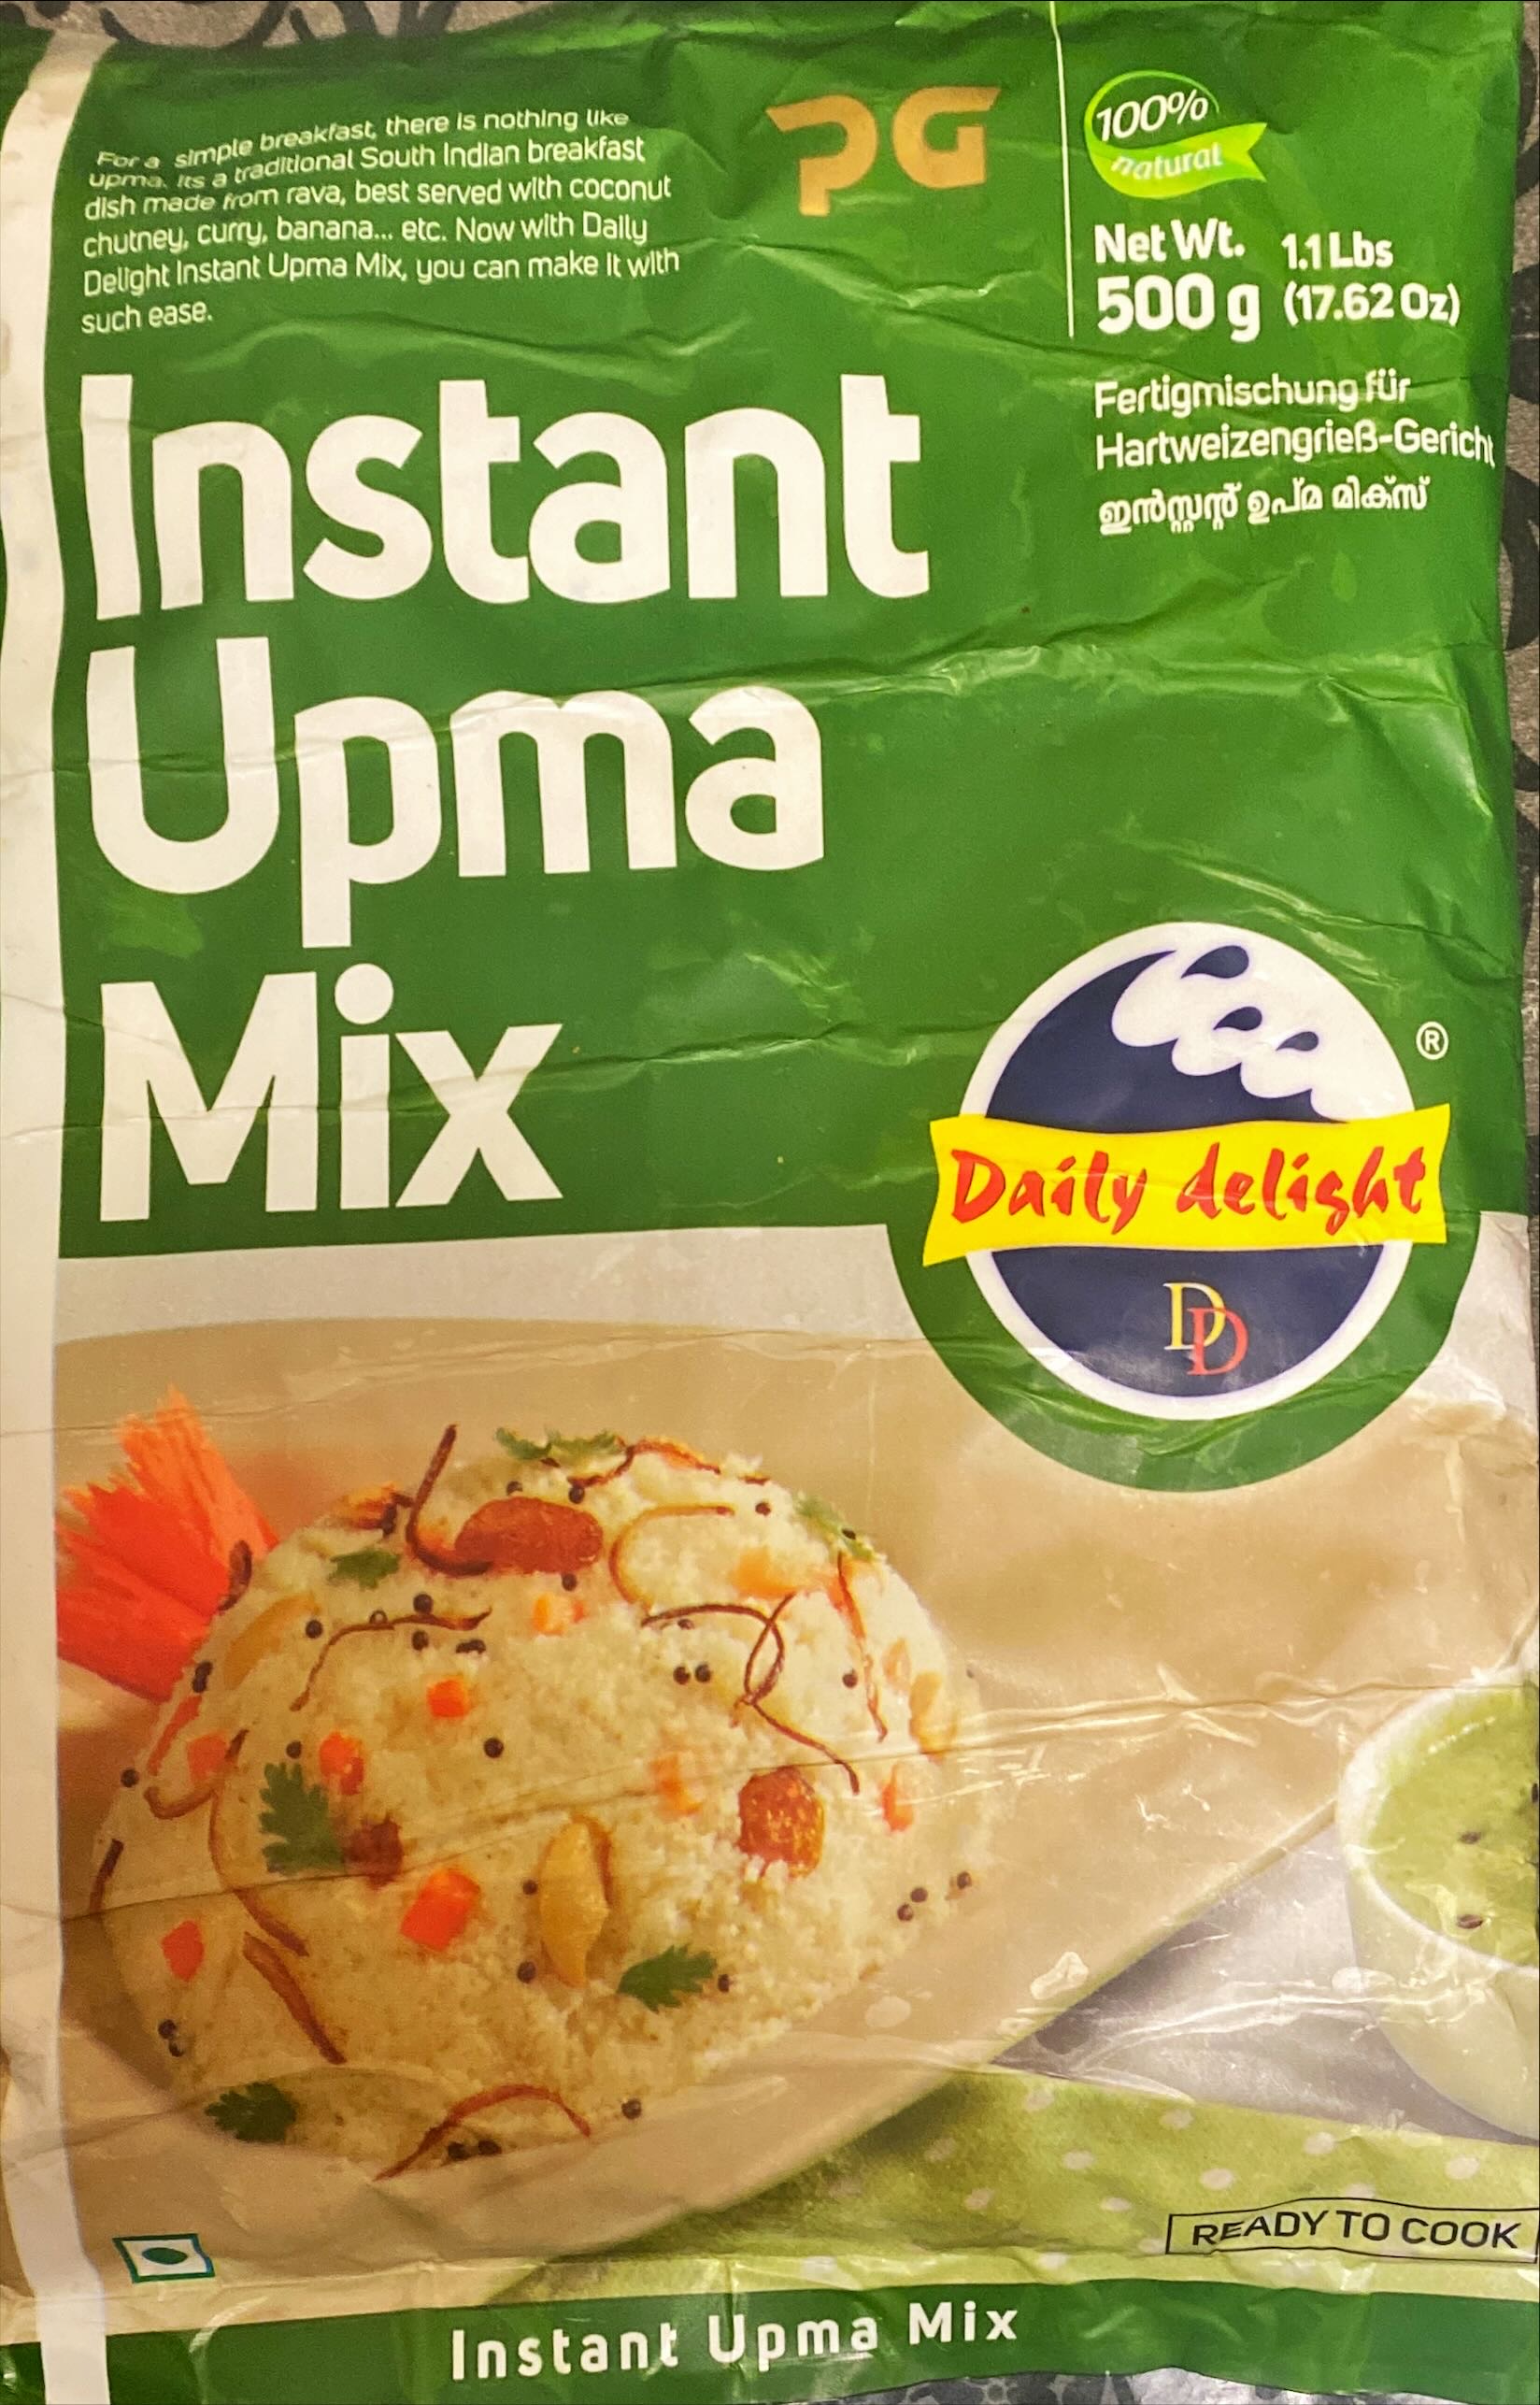 For a simple breakfast, there is nothing like
upma. Its a traditional South Indian breakfast
dish made from rava, best served with coconut
chutney, curry, banana... etc. Now with Daily
Delight Instant Upma Mix, you can make it with
such ease.
PG
100%
natural
Net Wt. 1.1 Lbs
500 g (17.62 Oz)
Fertigmischung für
Hartweizengrieß-Gericht
ഇൻസ്റ്റന്റ് ഉപ്മ മിക്സ്
Instant
Upma
Mix
®
Daily delight
DD
READY TO COOK
Instant Upma Mix